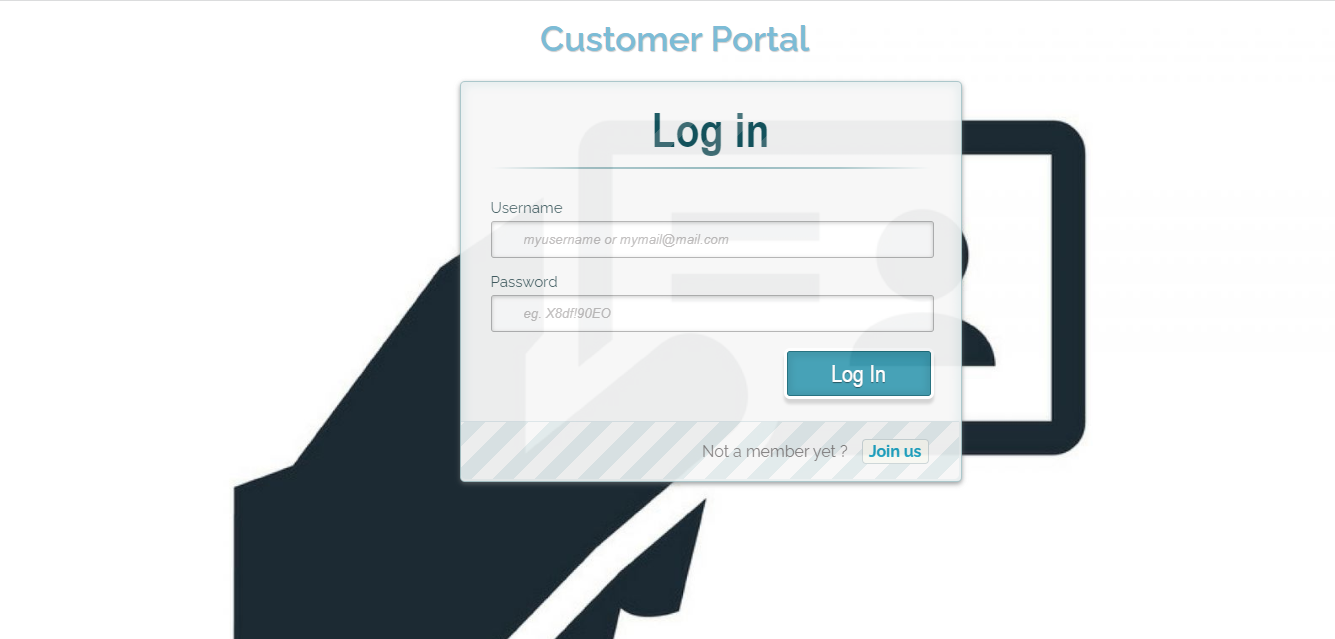 Customer Portal
Log in
Username
myusername or mymail@mail.com
Password
eg. X8df!90EO
Log In
Not a member yet ? Join us